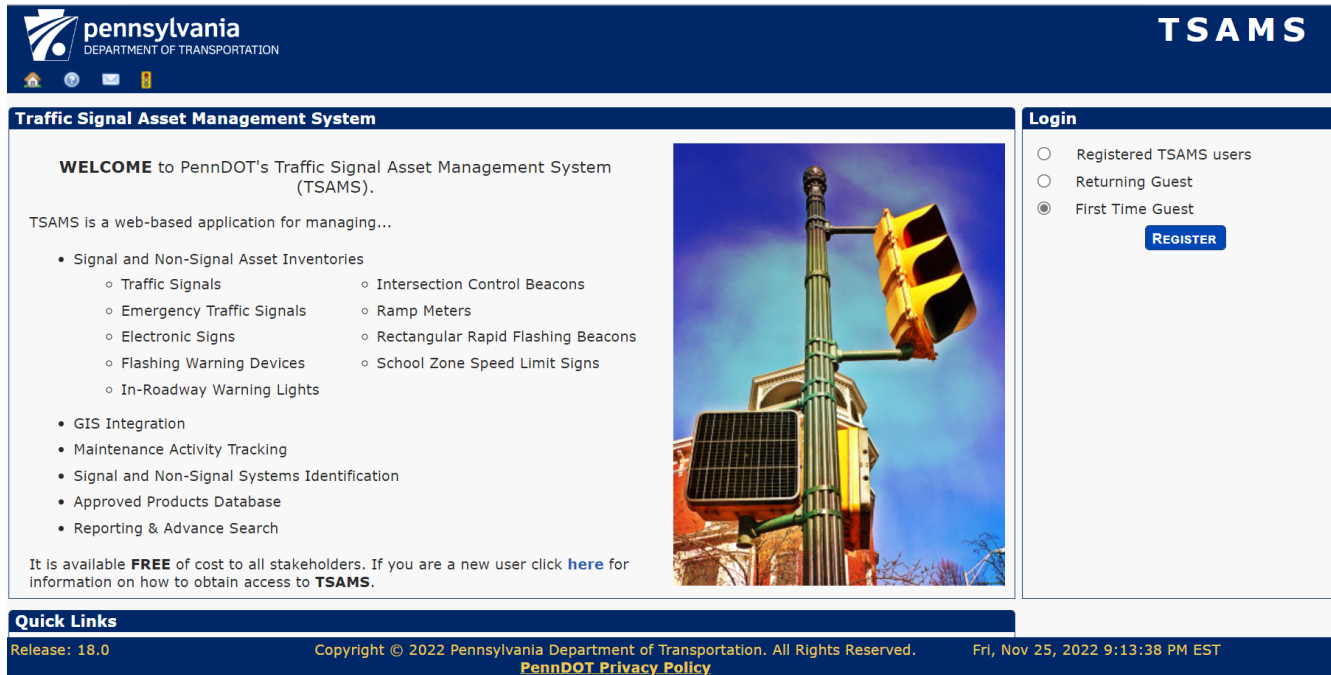 pennsylvania
DEPARTMENT OF TRANSPORTATION
TSAMS
Traffic Signal Asset Management System
WELCOME to PennDOT's Traffic Signal Asset Management System
(TSAMS).
TSAMS is a web-based application for managing...
• Signal and Non-Signal Asset Inventories
◦ Traffic Signals
◦ Emergency Traffic Signals
◦ Electronic Signs
◦ Flashing Warning Devices
◦ In-Roadway Warning Lights
◦ Intersection Control Beacons
◦ Ramp Meters
◦ Rectangular Rapid Flashing Beacons
◦ School Zone Speed Limit Signs
• GIS Integration
• Maintenance Activity Tracking
• Signal and Non-Signal Systems Identification
• Approved Products Database
• Reporting & Advance Search
It is available FREE of cost to all stakeholders. If you are a new user click here for
information on how to obtain access to TSAMS.
Login
Registered TSAMS users
Returning Guest
First Time Guest
REGISTER
Quick Links
Release: 18.0
Copyright © 2022 Pennsylvania Department of Transportation. All Rights Reserved.
PennDOT Privacy Policy
Fri, Nov 25, 2022 9:13:38 PM EST